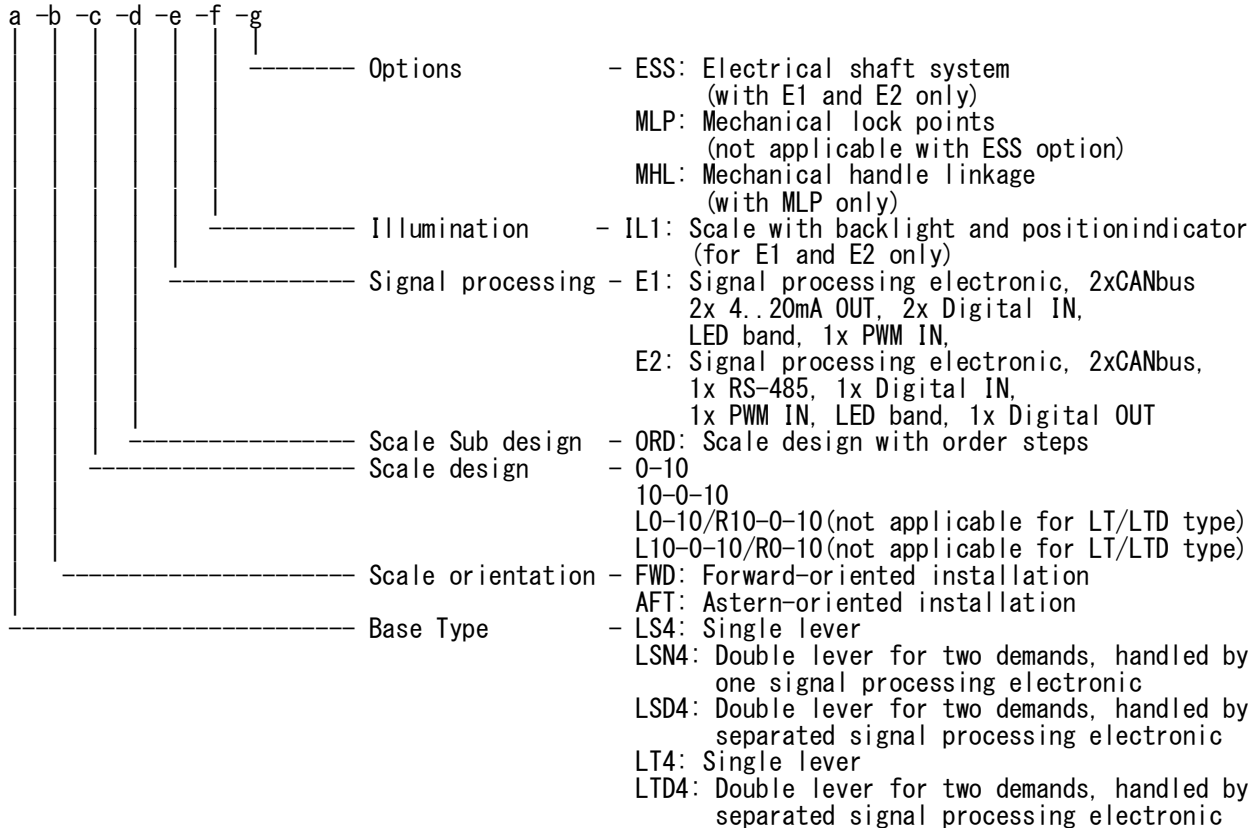 a -b -c -d -e -f -g
Options - ESS: Electrical shaft system
(with E1 and E2 only)
MLP: Mechanical lock points
(not applicable with ESS option)
MHL: Mechanical handle linkage
(with MLP only)
Illumination - IL1: Scale with backlight and positionindicator
(for E1 and E2 only)
Signal processing - E1: Signal processing electronic, 2xCANbus
2x 4..20mA OUT, 2x Digital IN,
LED band, 1x PWM IN,
E2: Signal processing electronic, 2xCANbus,
1x RS-485, 1x Digital IN,
1x PWM IN, LED band, 1x Digital OUT
Scale Sub design - ORD: Scale design with order steps
Scale design - 0-10
10-0-10
L0-10/R10-0-10(not applicable for LT/LTD type)
L10-0-10/R0-10(not applicable for LT/LTD type)
Scale orientation - FWD: Forward-oriented installation
AFT: Astern-oriented installation
Base Type - LS4: Single lever
LSN4: Double lever for two demands, handled by
one signal processing electronic
LSD4: Double lever for two demands, handled by
separated signal processing electronic
LT4: Single lever
LTD4: Double lever for two demands, handled by
separated signal processing electronic